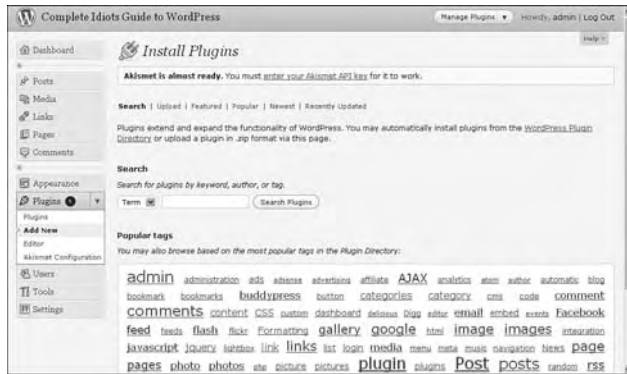 Complete Idiots Guide to WordPress
Manage Plugins
Howdy, admin | Log Out
Help
Dashboard
Posts
Media
Links
Pages
Comments
Appearance
Plugins
Plugins
Add New
Editor
Akismet Configuration
Users
Tools
Settings
Install Plugins
Akismet is almost ready. You must enter your Akismet API key for it to work.
Search | Upload | Featured | Popular | Newest | Recently Updated
Plugins extend and expand the functionality of WordPress. You may automatically install plugins from the WordPress Plugin
Directory or upload a plugin in .zip format via this page.
Search
Search for plugins by keyword, author, or tag.
Term Search Plugins
Popular tags
You may also browse based on the most popular tags in the Plugin Directory:
admin administration ads adsense advertising affiliate AJAX analytics atom author automatic blog
bookmark bookmarks buddypress button categories category cms code comment
comments content CSS custom dashboard delicious Digg editor email embed events Facebook
feed feeds flash flickr Formatting gallery google html image images integration
javascript jquery lightbox link links list login media menu meta music navigation News page
pages photo photos php picture pictures plugin plugins Post posts random rss